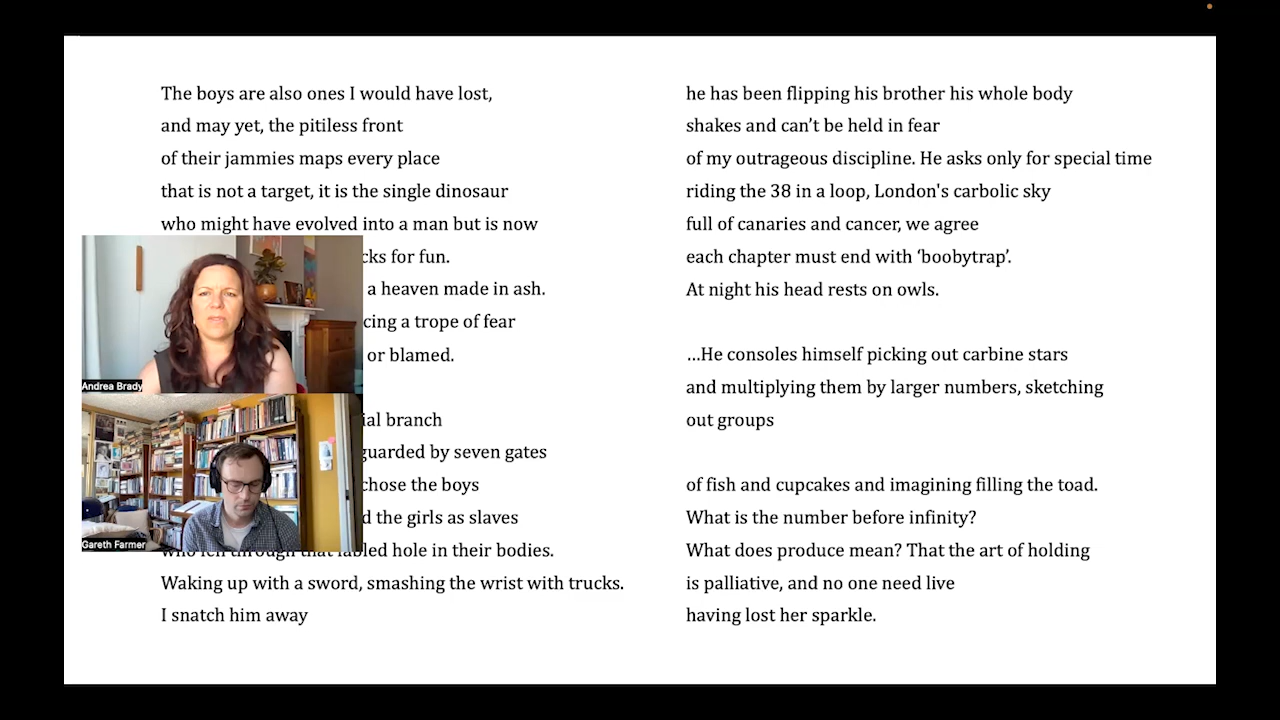 The boys are also ones I would have lost,
and may yet, the pitiless front
of their jammies maps every place
that is not a target, it is the single dinosaur
who might have evolved into a man but is now
cks for fun.
a heaven made in ash.
cing a trope of fear
or blamed.
ial branch
guarded by seven gates
chose the boys
d the girls as slaves
who fell through that fabled hole in their bodies.
Waking up with a sword, smashing the wrist with trucks.
I snatch him away
he has been flipping his brother his whole body
shakes and can’t be held in fear
of my outrageous discipline. He asks only for special time
riding the 38 in a loop, London's carbolic sky
full of canaries and cancer, we agree
each chapter must end with ‘boobytrap’.
At night his head rests on owls.
…He consoles himself picking out carbine stars
and multiplying them by larger numbers, sketching
out groups
of fish and cupcakes and imagining filling the toad.
What is the number before infinity?
What does produce mean? That the art of holding
is palliative, and no one need live
having lost her sparkle.
Andrea Brady
Gareth Farmer